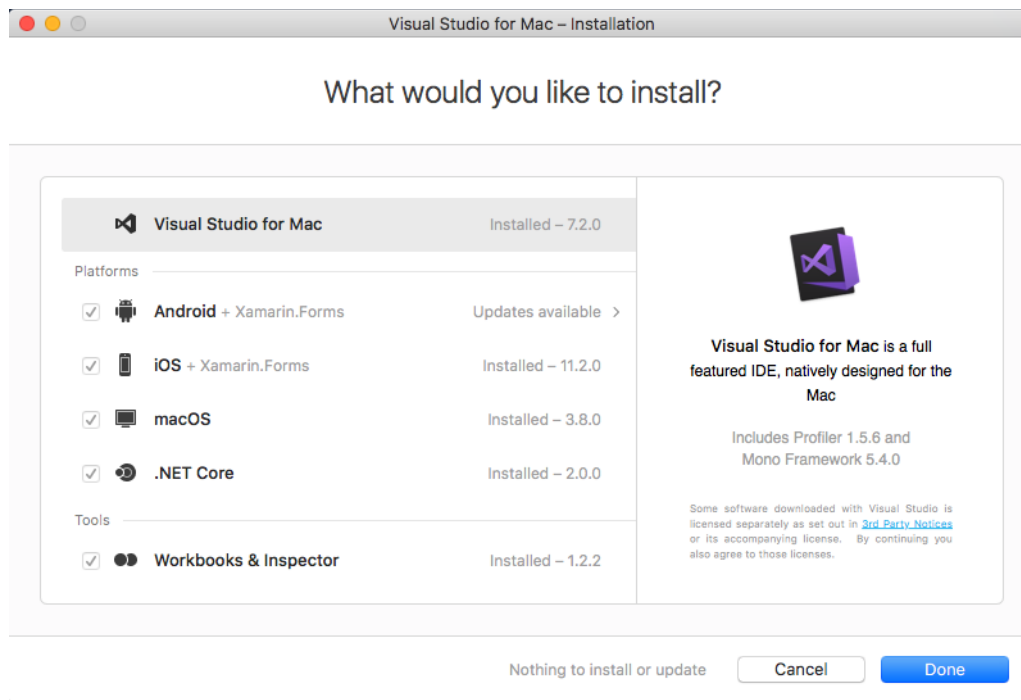 Visual Studio for Mac – Installation
What would you like to install?
Visual Studio for Mac Installed – 7.2.0
Platforms
Android + Xamarin.Forms Updates available >
iOS + Xamarin.Forms Installed – 11.2.0
macOS Installed – 3.8.0
.NET Core Installed – 2.0.0
Tools
Workbooks & Inspector Installed – 1.2.2
Visual Studio for Mac is a full
featured IDE, natively designed for the
Mac
Includes Profiler 1.5.6 and
Mono Framework 5.4.0
Some software downloaded with Visual Studio is
licensed separately as set out in 3rd Party Notices
or its accompanying license. By continuing you
also agree to those licenses.
Nothing to install or update Cancel Done